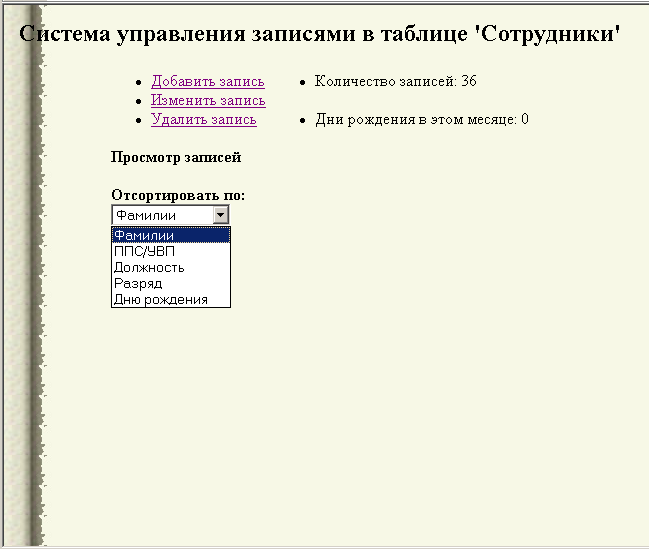 Система управления записями в таблице 'Сотрудники'
Добавить запись
Количество записей: 36
Изменить запись
Удалить запись
Дни рождения в этом месяце: 0
Просмотр записей
Отсортировать по:
Фамилии
Фамилии
ППС/УВП
Должность
Разряд
Дню рождения